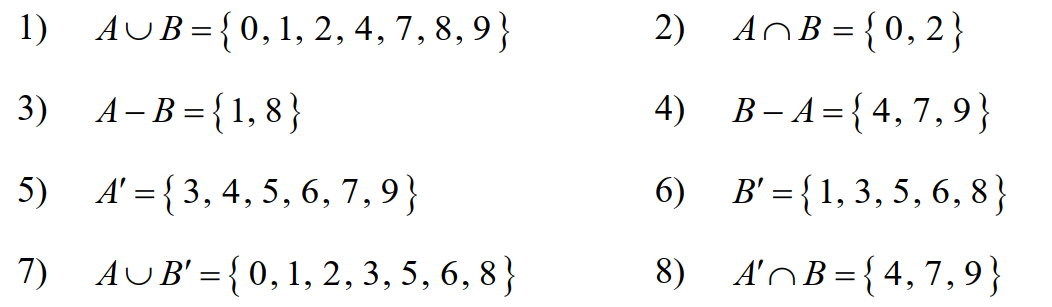 1) A∪B={0, 1, 2, 4, 7, 8, 9} 2) A∩B={0, 2}
3) A−B={1, 8} 4) B−A={4, 7, 9}
5) A′={3, 4, 5, 6, 7, 9} 6) B′={1, 3, 5, 6, 8}
7) A∪B′={0, 1, 2, 3, 5, 6, 8} 8) A′∩B={4, 7, 9}